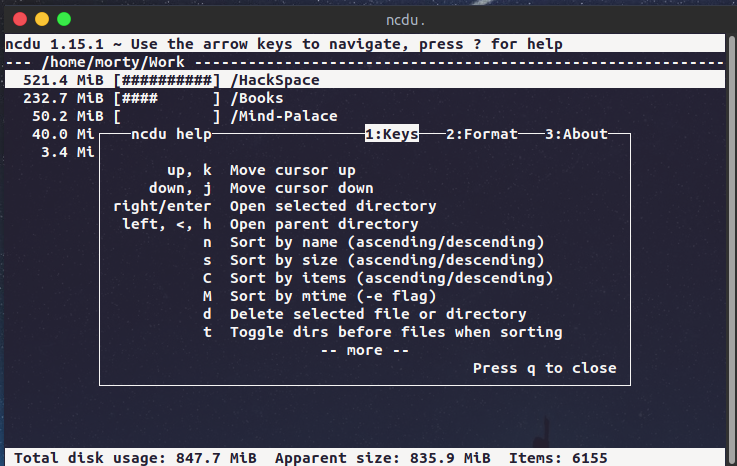 ncdu.
ncdu 1.15.1 ~ Use the arrow keys to navigate, press ? for help
--- /home/morty/Work -----------------------------------------------------------
521.4 MiB [##########] /HackSpace
232.7 MiB [####      ] /Books
50.2 MiB [          ] /Mind-Palace
40.0 Mi
3.4 Mi
ncdu help 1:Keys 2:Format 3:About
up, k  Move cursor up
down, j  Move cursor down
right/enter  Open selected directory
left, <, h  Open parent directory
n  Sort by name (ascending/descending)
s  Sort by size (ascending/descending)
C  Sort by items (ascending/descending)
M  Sort by mtime (-e flag)
d  Delete selected file or directory
t  Toggle dirs before files when sorting
-- more --
Press q to close
Total disk usage: 847.7 MiB  Apparent size: 835.9 MiB  Items: 6155